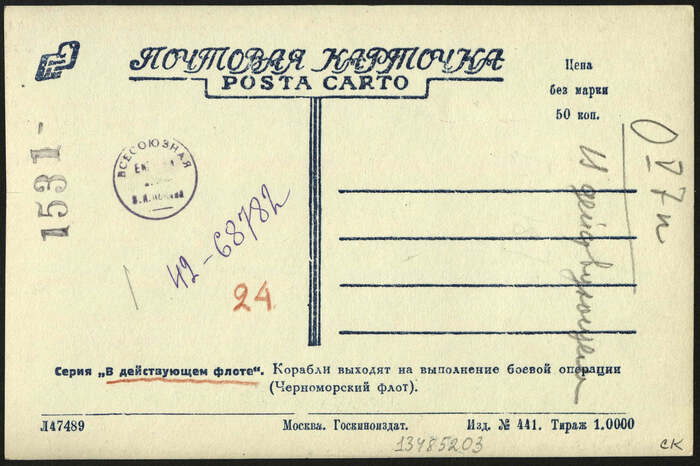 ПОЧТОВАЯ КАРТОЧКА
POSTA CARTO
Цена
без марки
50 коп.
1531-
ВСЕСОЮЗНАЯ
42-68782
24
Серия „В действующем флоте“. Корабли выходят на выполнение боевой операции
(Черноморский флот).
Л47489
Москва. Госкиноиздат.
Изд. № 441. Тираж 1.0000
13485203
ск